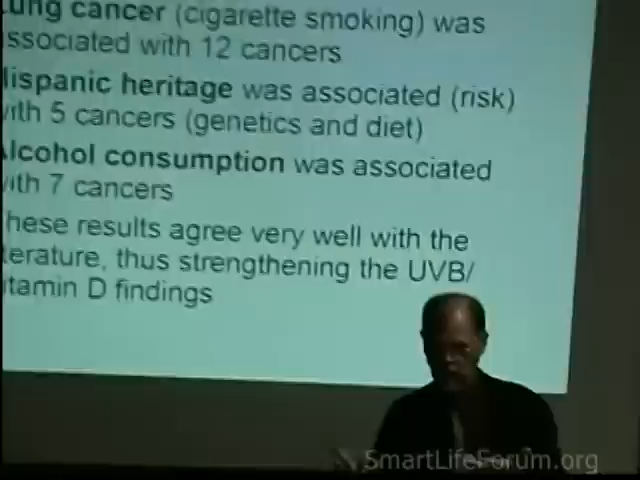 ung cancer (cigarette smoking) was
ssociated with 12 cancers
ispanic heritage was associated (risk)
ith 5 cancers (genetics and diet)
lcohol consumption was associated
ith 7 cancers
hese results agree very well with the
terature, thus strengthening the UVB/
itamin D findings
SmartLifeForum.org